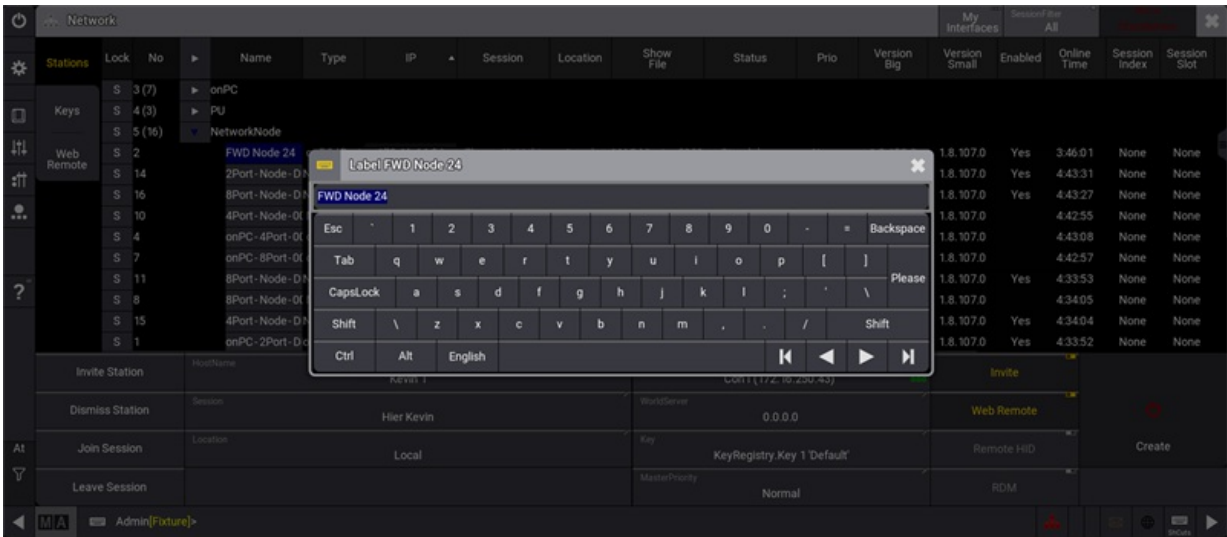 Network
My Interfaces SessionFilter All
Stations Lock No Name Type IP Session Location Show File Status Prio Version Big Version Small Enabled Online Time Session Index Session Slot
Keys
Web Remote
S 3 (7) onPC
S 4 (3) PU
S 5 (16) NetworkNode
S 2 FWD Node 24 1.8.107.0 Yes 3:46:01 None None
S 14 2Port-Node-D 1.8.107.0 Yes 4:43:31 None None
S 16 8Port-Node-D 1.8.107.0 Yes 4:43:27 None None
S 10 4Port-Node-0 1.8.107.0 4:42:55 None None
S 4 onPC-4Port-0 1.8.107.0 4:43:08 None None
S 7 onPC-8Port-0 1.8.107.0 4:42:57 None None
S 11 8Port-Node-D 1.8.107.0 Yes 4:33:53 None None
S 8 8Port-Node-0 1.8.107.0 4:34:05 None None
S 15 4Port-Node-D 1.8.107.0 Yes 4:34:04 None None
S 1 onPC-2Port-D 1.8.107.0 Yes 4:33:52 None None
Label FWD Node 24
FWD Node 24
Esc ` 1 2 3 4 5 6 7 8 9 0 - = Backspace
Tab q w e r t y u i o p [ ] Please
CapsLock a s d f g h j k l ; ' \
Shift \ z x c v b n m , . / Shift
Ctrl Alt English
Invite Station HostName Kevin 1 Con1 (172.16.250.43) Invite
Dismiss Station Session Hier Kevin WorldServer 0.0.0.0 Web Remote
Join Session Location Local Key KeyRegistry.Key 1 'Default' Remote HID Create
Leave Session MasterPriority Normal RDM
At
?
MA Admin[Fixture]> ShCuts